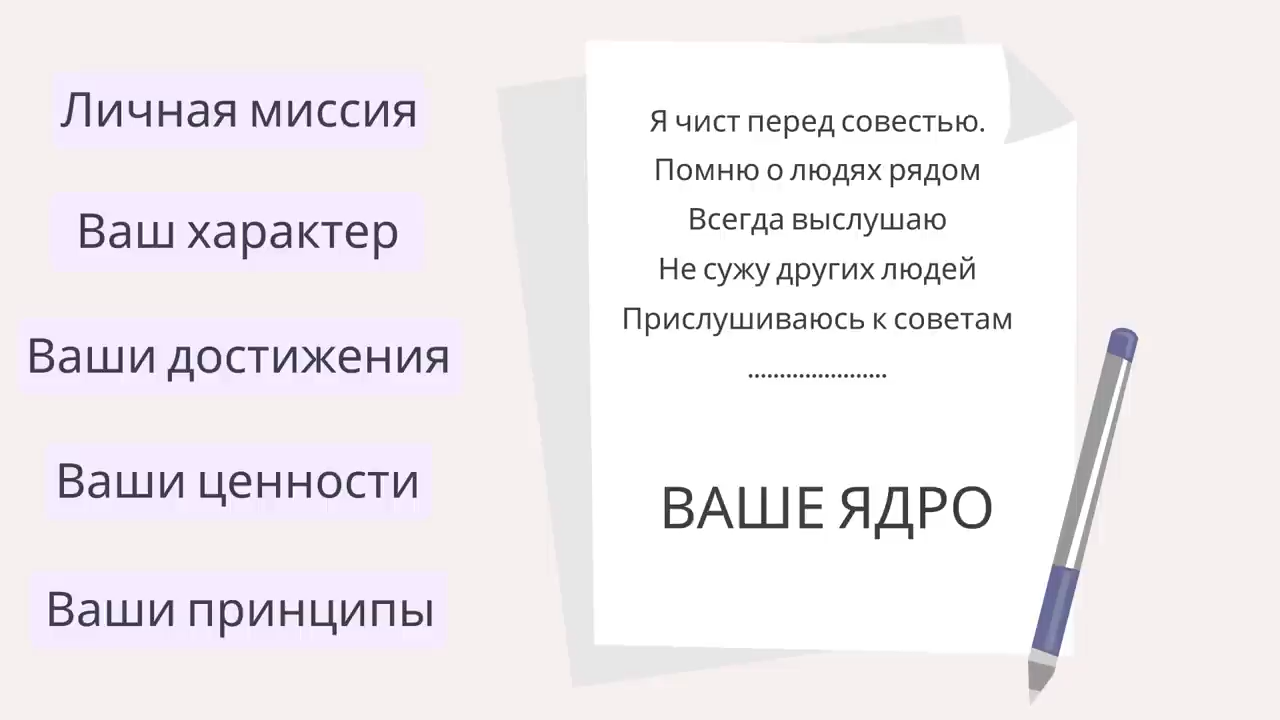 Личная миссия
Ваш характер
Ваши достижения
Ваши ценности
Ваши принципы
Я чист перед совестью.
Помню о людях рядом
Всегда выслушаю
Не сужу других людей
Прислушиваюсь к советам
......................
ВАШЕ ЯДРО